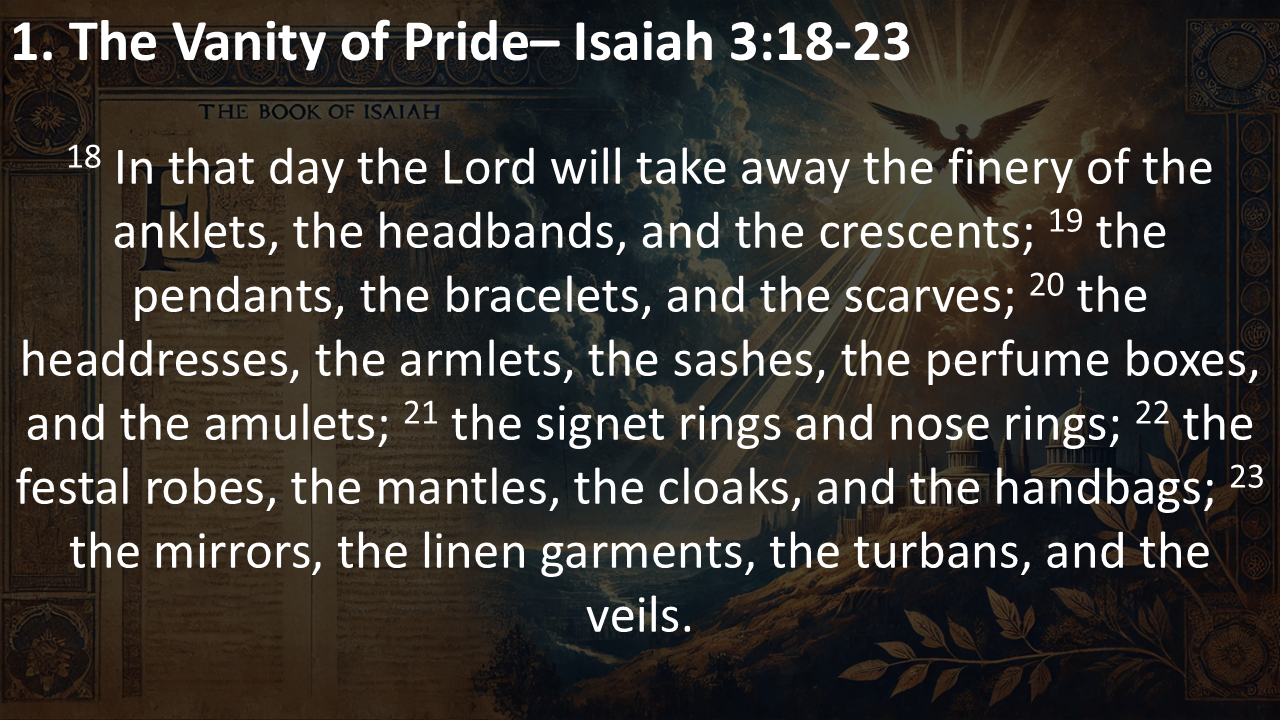 1. The Vanity of Pride– Isaiah 3:18-23
THE BOOK OF ISAIAH
E
18 In that day the Lord will take away the finery of the
anklets, the headbands, and the crescents; 19 the
pendants, the bracelets, and the scarves; 20 the
headdresses, the armlets, the sashes, the perfume boxes,
and the amulets; 21 the signet rings and nose rings; 22 the
festal robes, the mantles, the cloaks, and the handbags; 23
the mirrors, the linen garments, the turbans, and the
veils.